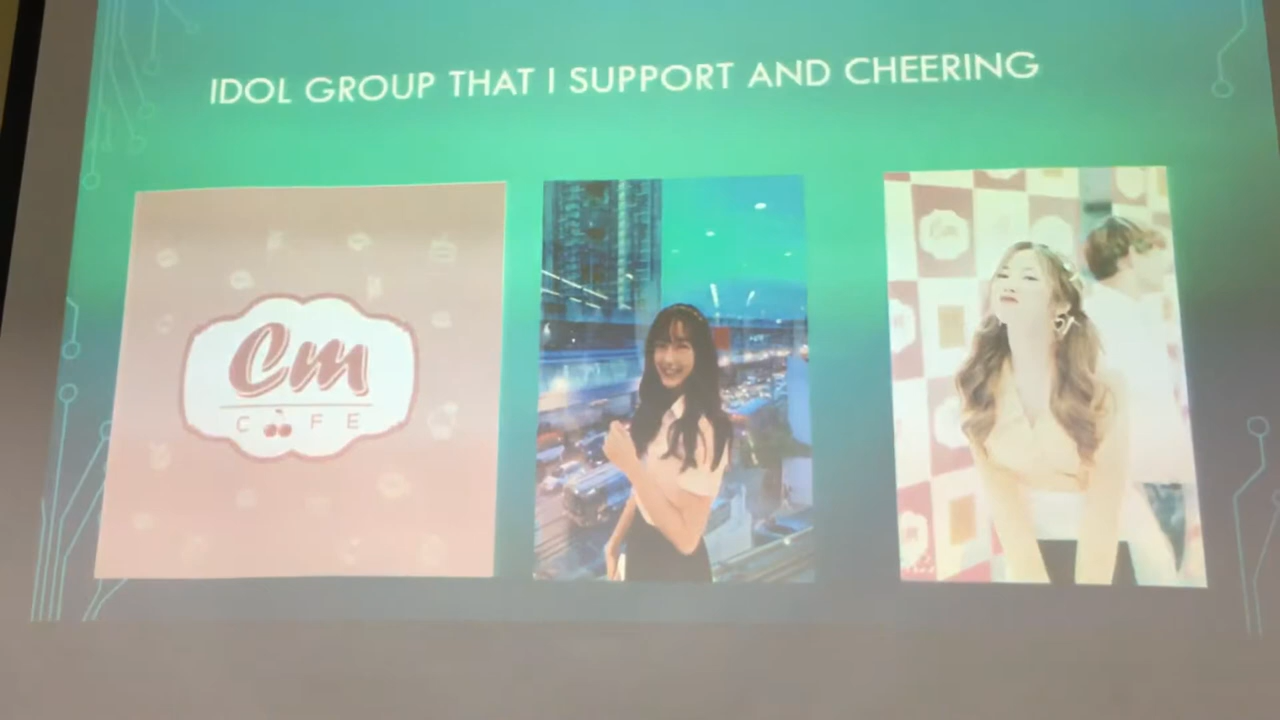 IDOL GROUP THAT I SUPPORT AND CHEERING
Cm
CAFE